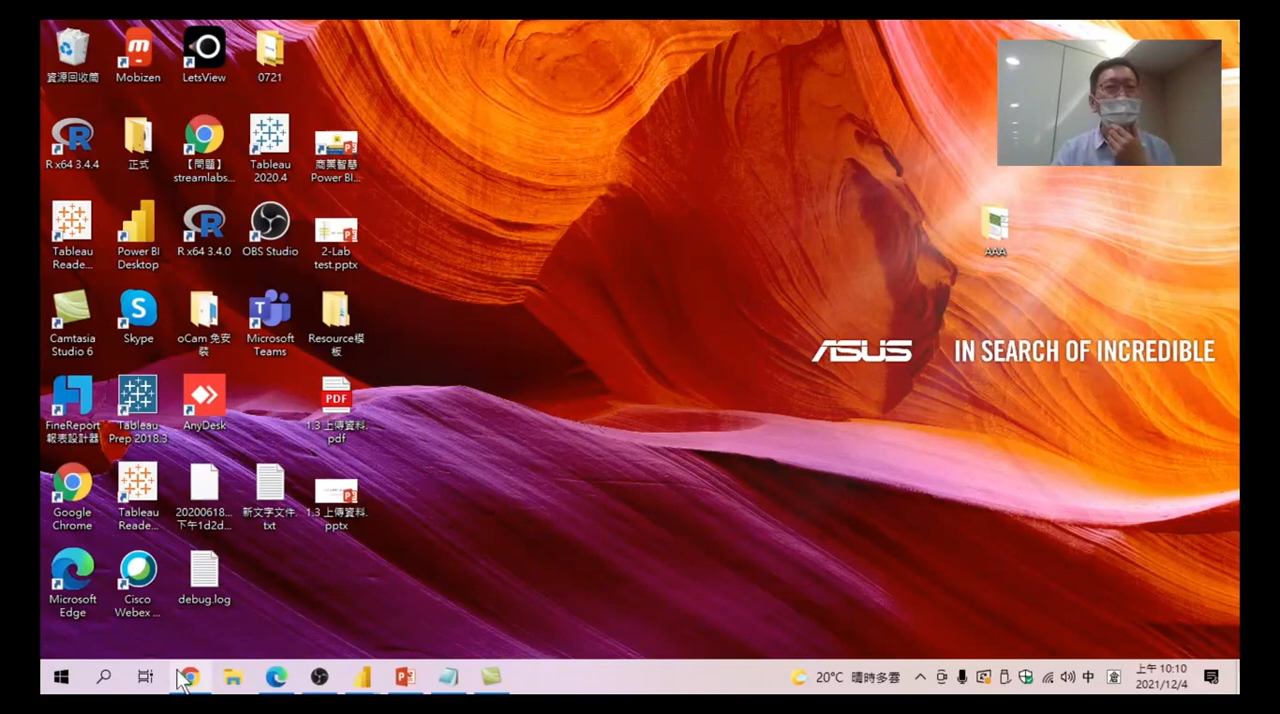 資源回收筒
Mobizen
LetsView
0721
R x64 3.4.4
正式
【問題】
streamlabs...
Tableau
2020.4
商業智慧
Power BI...
Tableau
Reade...
Power BI
Desktop
R x64 3.4.0
OBS Studio
2-Lab
test.pptx
AAA
Camtasia
Studio 6
Skype
oCam 免安
裝
Microsoft
Teams
Resource模
板
ASUS IN SEARCH OF INCREDIBLE
FineReport
報表設計器
Tableau
Prep 2018.3
AnyDesk
PDF
1.3 上傳資料.
pdf
Google
Chrome
Tableau
Reade...
20200618...
下午1d2d...
新文字文件.
txt
1.3 上傳資料.
pptx
Microsoft
Edge
Cisco
Webex ...
debug.log
20°C 晴時多雲
中
倉
上午 10:10
2021/12/4